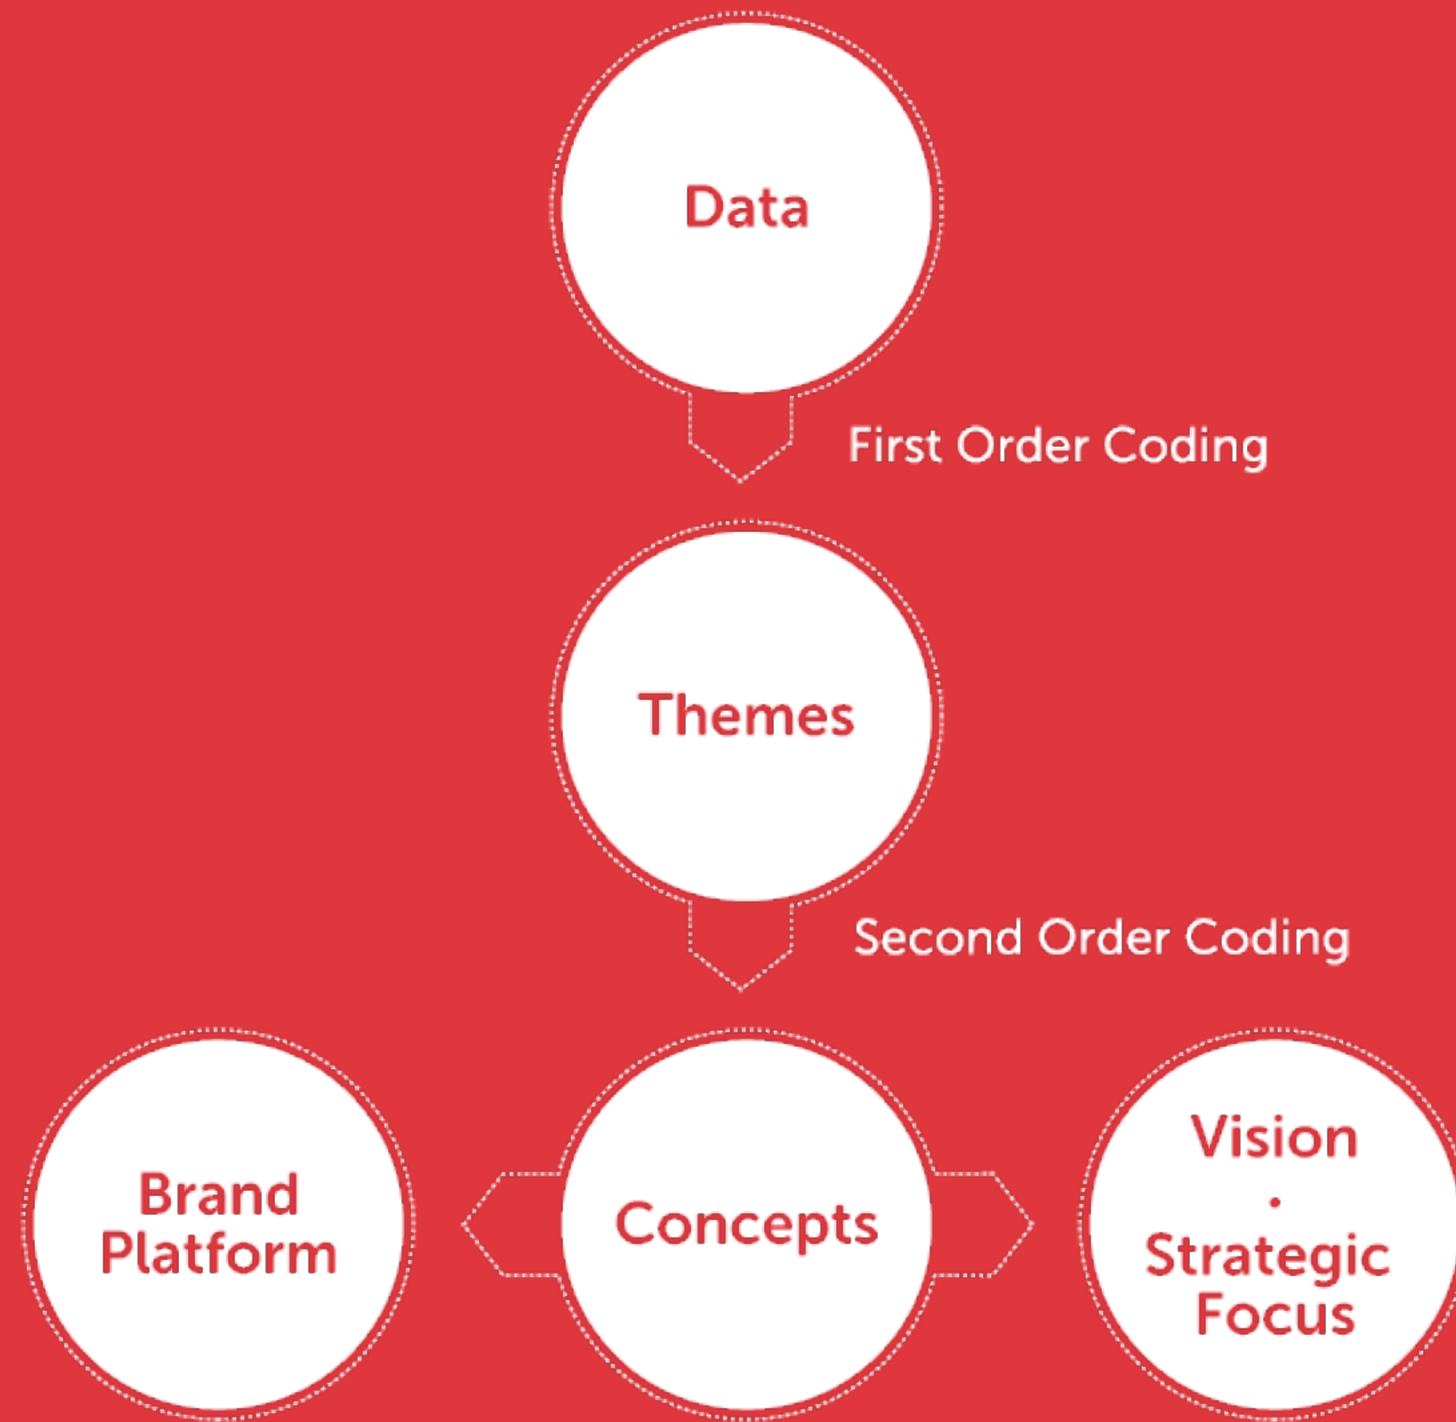 Data
First Order Coding
Themes
Second Order Coding
Brand
Platform
Concepts
Vision
•
Strategic
Focus